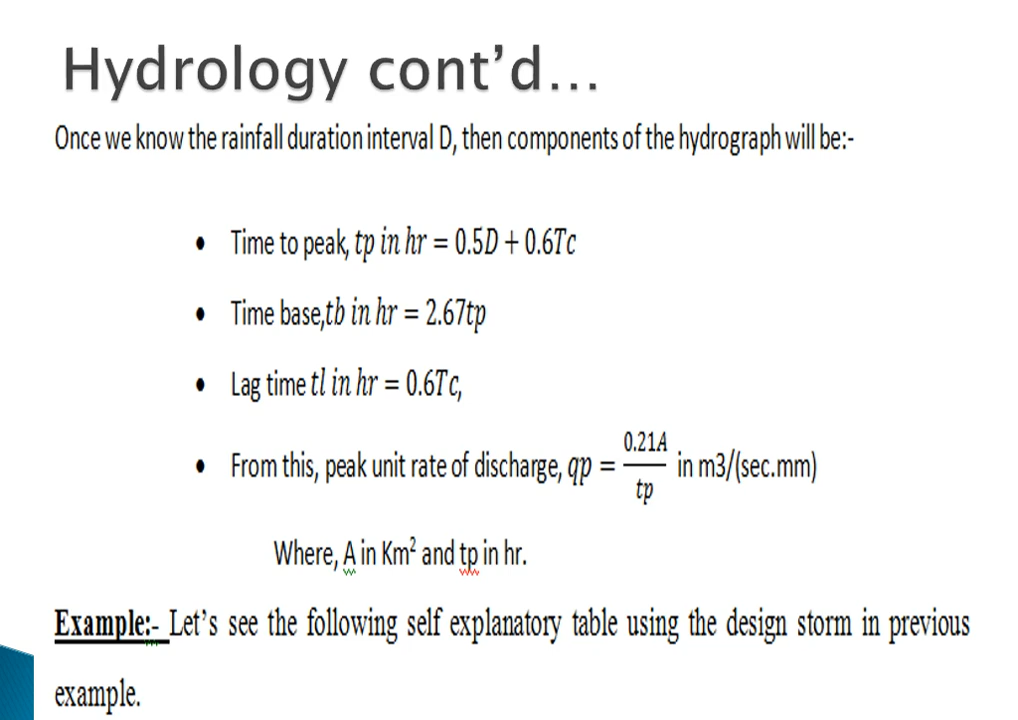 Hydrology cont’d…
Once we know the rainfall duration interval D, then components of the hydrograph will be:-
• Time to peak, tp in hr = 0.5D + 0.6Tc
• Time base,tb in hr = 2.67tp
• Lag time tl in hr = 0.6Tc,
• From this, peak unit rate of discharge, qp = 0.21A/tp in m3/(sec.mm)
Where, A in Km² and tp in hr.
Example:- Let’s see the following self explanatory table using the design storm in previous
example.